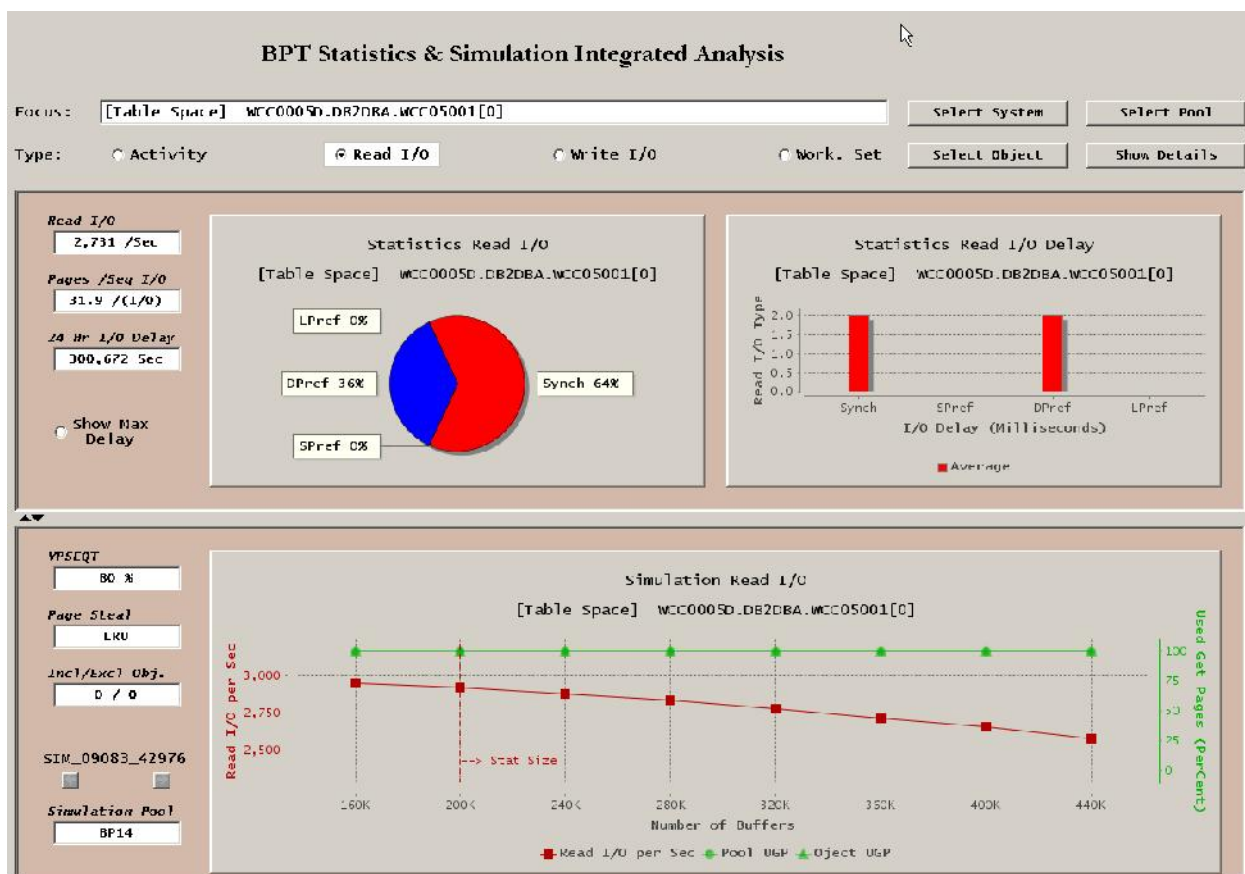 BPT Statistics & Simulation Integrated Analysis
Focus: [Table Space] WCC0005D.DB2DBA.WCC05001[0] Select System Select Pool
Type: Activity Read I/O Write I/O Work. Set Select Object Show Details
Read I/O
2,731 /Sec
Pages /Seq I/O
31.9 /(I/O)
24 Hr I/O Delay
300,672 Sec
Show Max
Delay
Statistics Read I/O
[Table Space] WCC0005D.DB2DBA.WCC05001[0]
LPref 0%
DPref 36%
Synch 64%
SPref 0%
Statistics Read I/O Delay
[Table Space] WCC0005D.DB2DBA.WCC05001[0]
Read I/O Type
2.0
1.5
1.0
0.5
0.0
Synch SPref DPref LPref
I/O Delay (Milliseconds)
Average
VPSEQT
80 %
Page Steal
LRU
Incl/Excl Obj.
0 / 0
SIM_09083_42976
Simulation Pool
BP14
Simulation Read I/O
[Table Space] WCC0005D.DB2DBA.WCC05001[0]
Read I/O per Sec
3,000
2,750
2,500
--> Stat Size
Used Get Pages (PerCent)
100
75
50
25
0
160K 200K 240K 280K 320K 360K 400K 440K
Number of Buffers
Read I/O per Sec Pool UGP Oject UGP